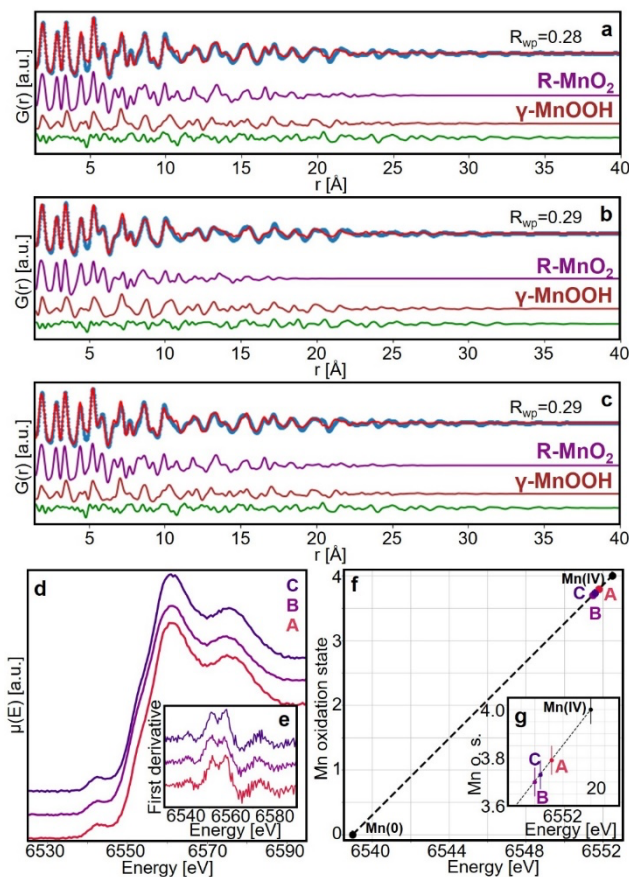 a
R_wp=0.28
G(r) [a.u.]
R-MnO₂
γ-MnOOH
5 10 15 20 25 30 35 40
r [Å]
b
R_wp=0.29
G(r) [a.u.]
R-MnO₂
γ-MnOOH
5 10 15 20 25 30 35 40
r [Å]
c
R_wp=0.29
G(r) [a.u.]
R-MnO₂
γ-MnOOH
5 10 15 20 25 30 35 40
r [Å]
d
C
B
A
μ(E) [a.u.]
e
First derivative
6540 6560 6580
Energy [eV]
6530 6550 6570 6595
Energy [eV]
f
Mn(IV)
C
B
A
Mn oxidation state
4
3
2
1
0
Mn(0)
g
Mn(IV)
Mn o. s.
4.0
3.8
3.6
C
B
A
20
6552
Energy [eV]
6540 6544 6548 6552
Energy [eV]